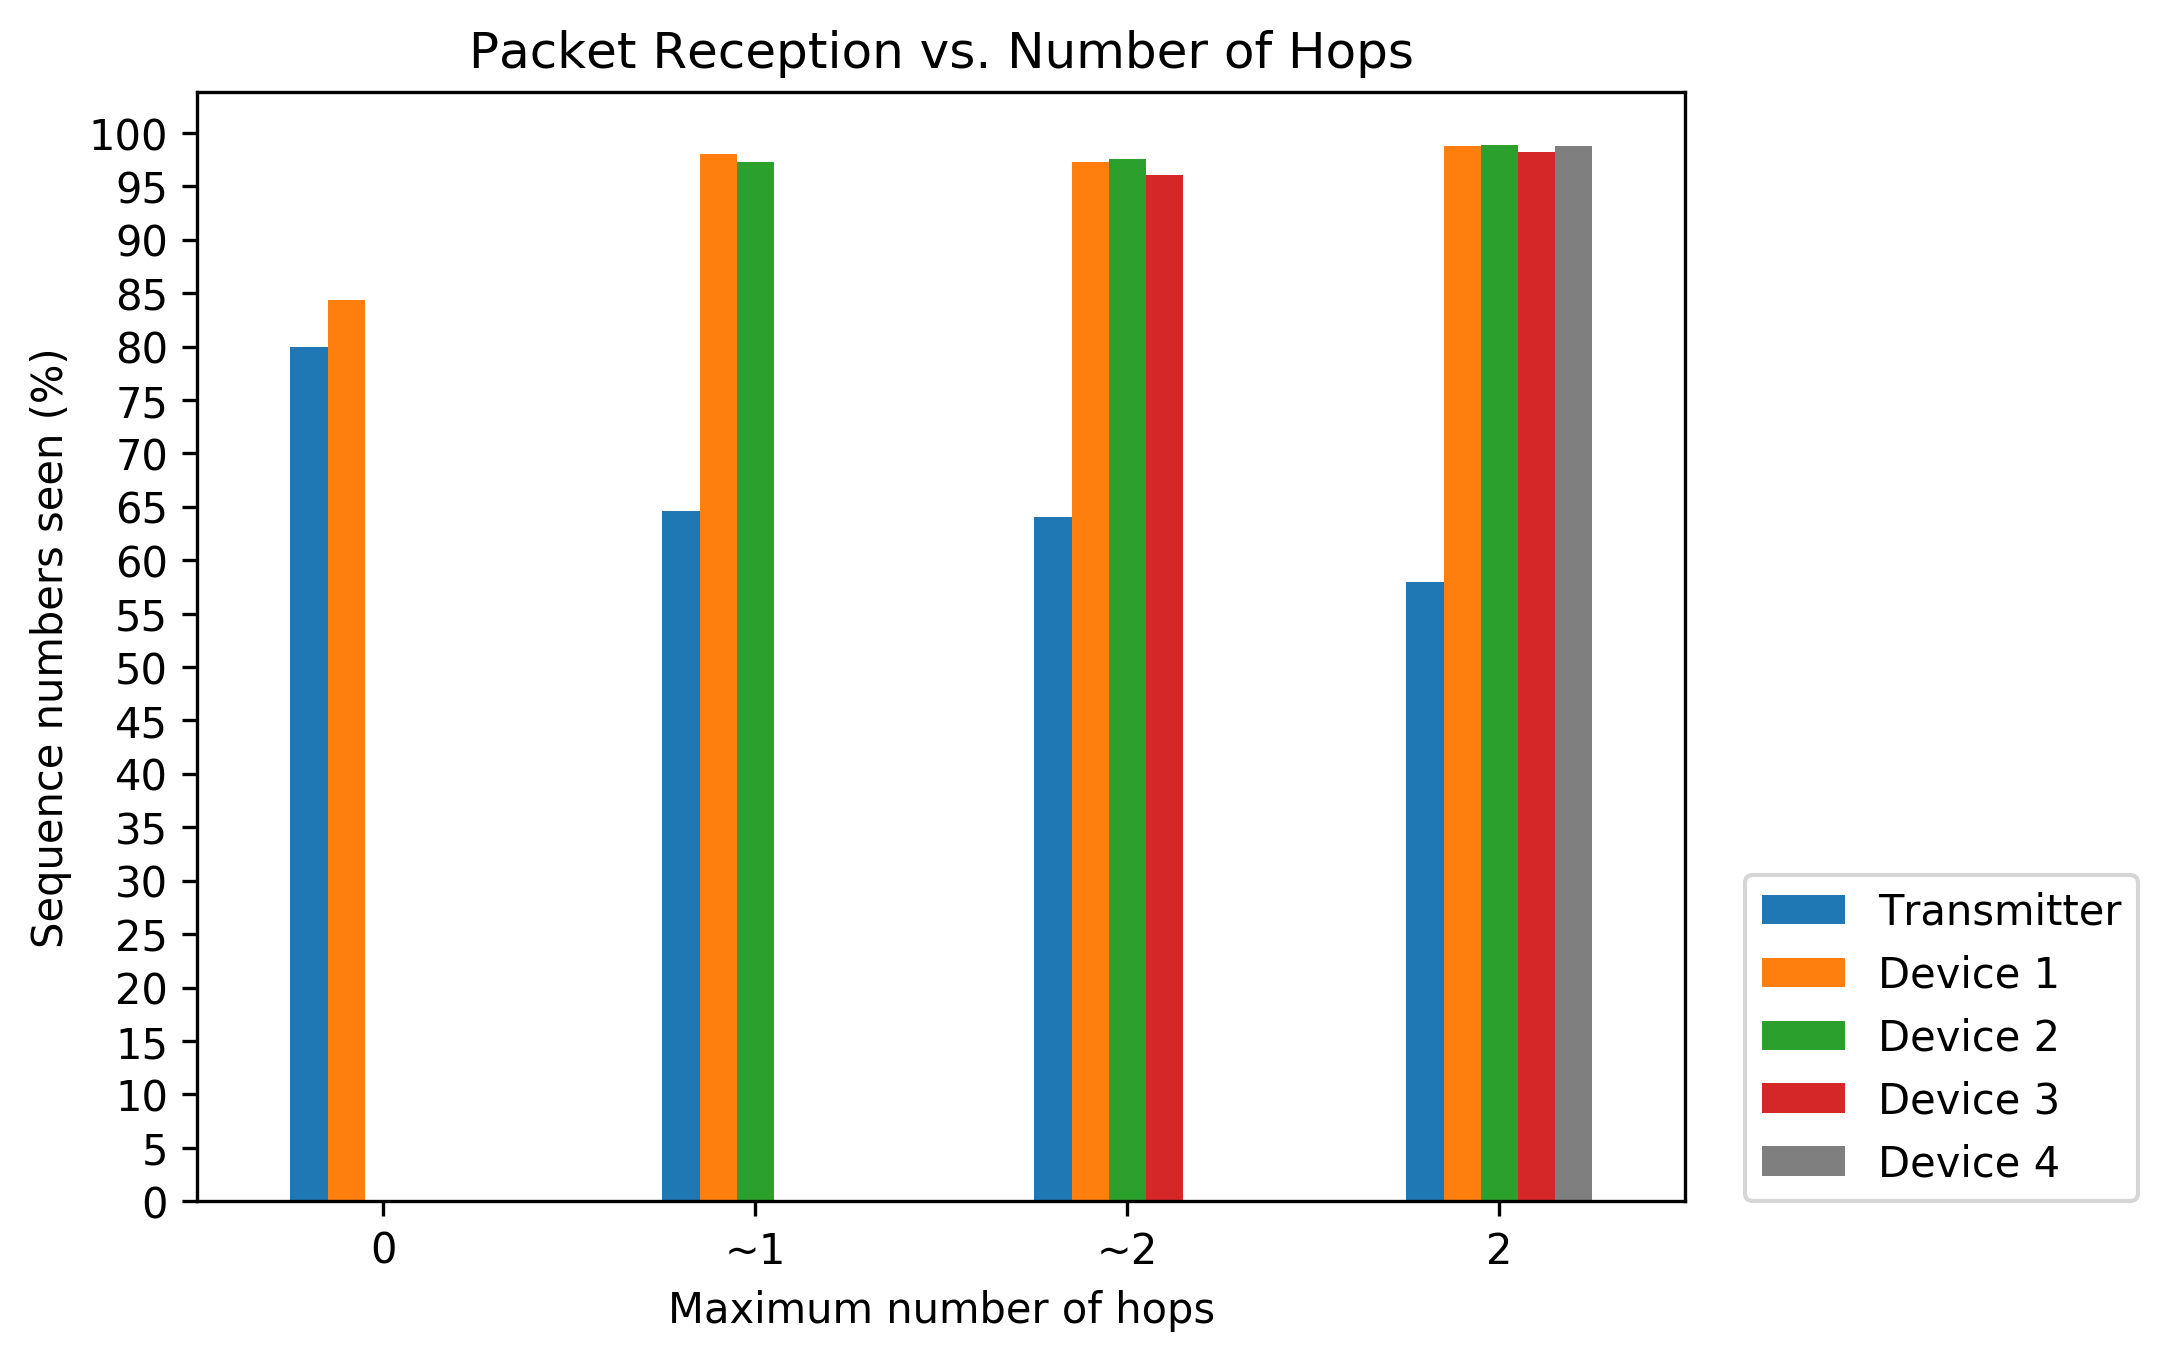 Packet Reception vs. Number of Hops
Sequence numbers seen (%)
100
95
90
85
80
75
70
65
60
55
50
45
40
35
30
25
20
15
10
5
0
0 ~1 ~2 2
Maximum number of hops
Transmitter
Device 1
Device 2
Device 3
Device 4